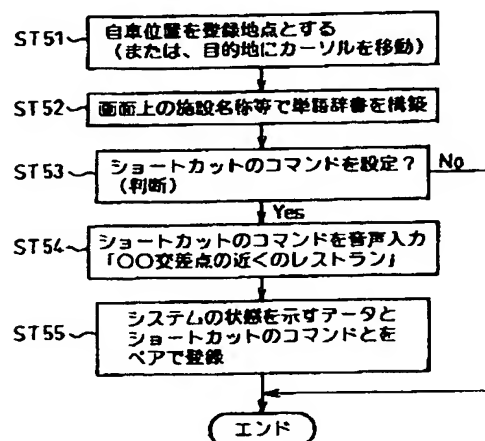 ST51
自車位置を登録地点とする
(または、目的地にカーソルを移動)
ST52
画面上の施設名称等で単語辞書を構築
ST53
ショートカットのコマンドを設定?
(判断)
No
Yes
ST54
ショートカットのコマンドを音声入力
「〇〇交差点の近くのレストラン」
ST55
システムの状態を示すデータと
ショートカットのコマンドとを
ペアで登録
エンド